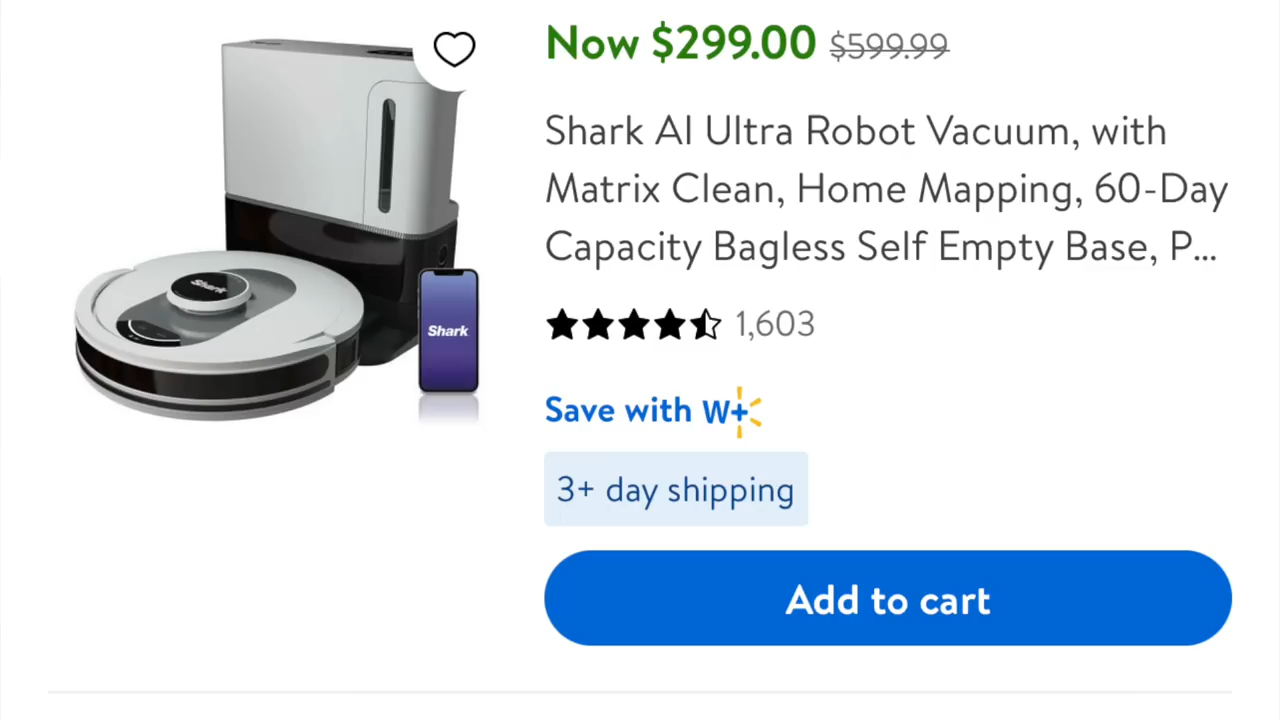 Now $299.00 $599.99
Shark AI Ultra Robot Vacuum, with
Matrix Clean, Home Mapping, 60-Day
Capacity Bagless Self Empty Base, P...
1,603
Save with W+
3+ day shipping
Add to cart
Shark
Shark